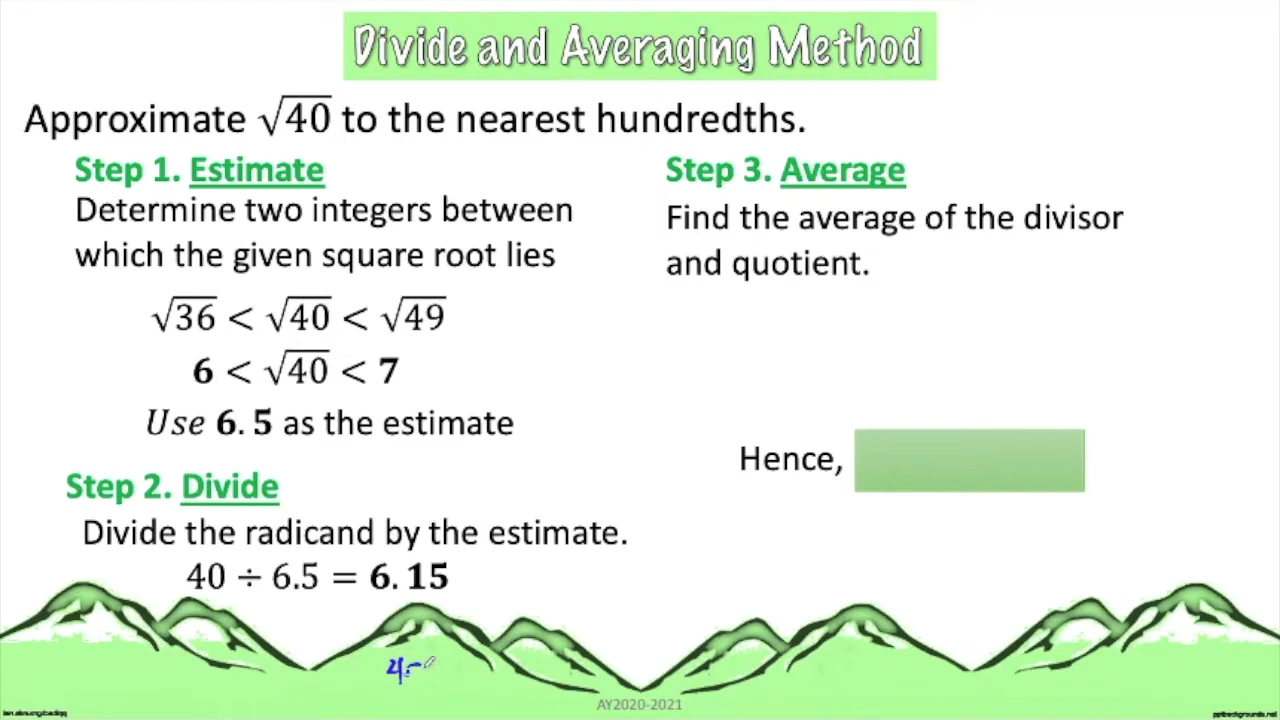 Divide and Averaging Method
Approximate √40 to the nearest hundredths.
Step 1. Estimate
Determine two integers between
which the given square root lies
√36 < √40 < √49
6 < √40 < 7
Use 6.5 as the estimate
Step 2. Divide
Divide the radicand by the estimate.
40 ÷ 6.5 = 6.15
Step 3. Average
Find the average of the divisor
and quotient.
Hence,
AY2020-2021
pptbackgrounds.net